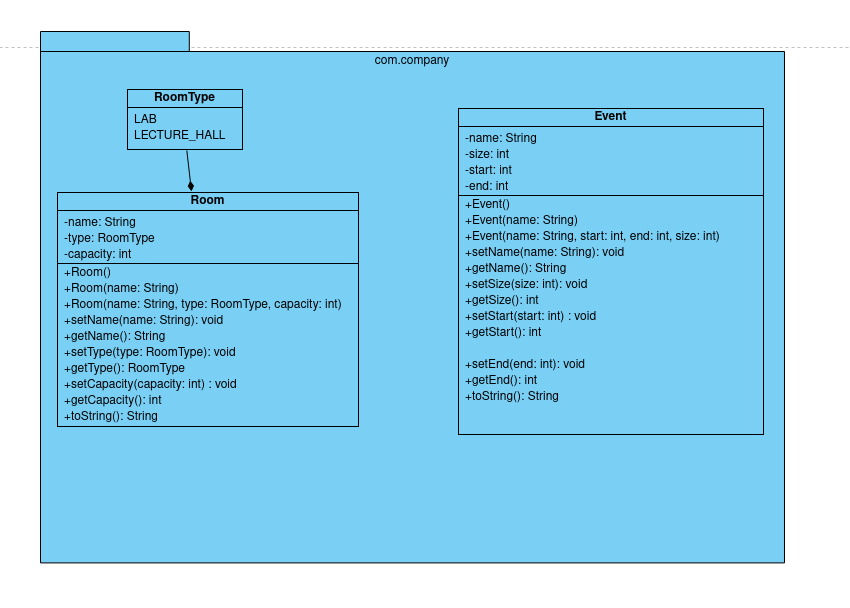 com.company
RoomType
LAB
LECTURE_HALL
Room
-name: String
-type: RoomType
-capacity: int
+Room()
+Room(name: String)
+Room(name: String, type: RoomType, capacity: int)
+setName(name: String): void
+getName(): String
+setType(type: RoomType): void
+getType(): RoomType
+setCapacity(capacity: int) : void
+getCapacity(): int
+toString(): String
Event
-name: String
-size: int
-start: int
-end: int
+Event()
+Event(name: String)
+Event(name: String, start: int, end: int, size: int)
+setName(name: String): void
+getName(): String
+setSize(size: int): void
+getSize(): int
+setStart(start: int) : void
+getStart(): int
+setEnd(end: int): void
+getEnd(): int
+toString(): String